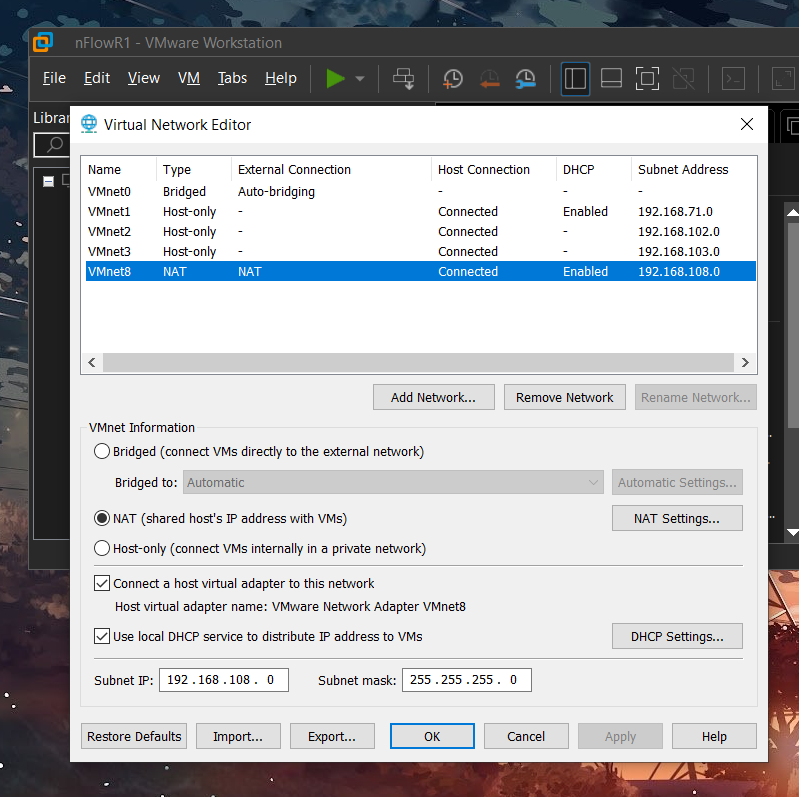 nFlowR1 - VMware Workstation
File Edit View VM Tabs Help
Librar
Virtual Network Editor
Name Type External Connection Host Connection DHCP Subnet Address
VMnet0 Bridged Auto-bridging - - -
VMnet1 Host-only - Connected Enabled 192.168.71.0
VMnet2 Host-only - Connected - 192.168.102.0
VMnet3 Host-only - Connected - 192.168.103.0
VMnet8 NAT NAT Connected Enabled 192.168.108.0
Add Network... Remove Network Rename Network...
VMnet Information
Bridged (connect VMs directly to the external network)
Bridged to: Automatic Automatic Settings...
NAT (shared host's IP address with VMs) NAT Settings...
Host-only (connect VMs internally in a private network)
Connect a host virtual adapter to this network
Host virtual adapter name: VMware Network Adapter VMnet8
Use local DHCP service to distribute IP address to VMs DHCP Settings...
Subnet IP: 192 . 168 . 108 . 0 Subnet mask: 255 . 255 . 255 . 0
Restore Defaults Import... Export... OK Cancel Apply Help